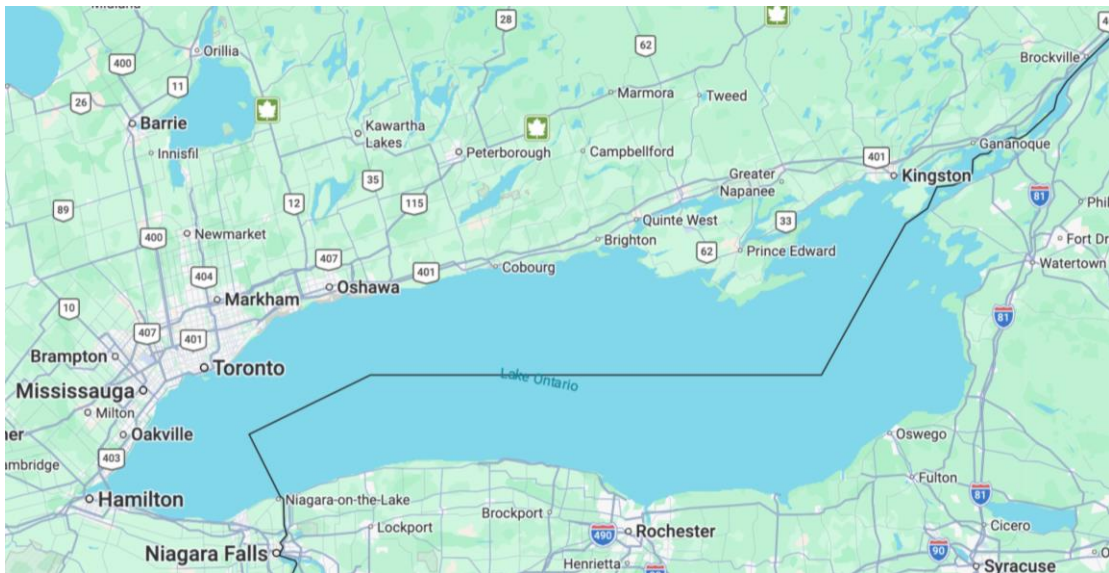 Midland
28
62
Orillia
400
Brockville
11
26
Marmora
Tweed
Barrie
Kawartha
Lakes
Gananoque
Innisfil
Peterborough
Campbellford
401
Greater
Napanee
Kingston
35
81
12
115
89
Quinte West
33
400
Newmarket
Brighton
62
Prince Edward
Fort Dr
407
Watertown
404
401
Cobourg
Oshawa
Markham
10
81
407
401
Brampton
Toronto
Lake Ontario
Mississauga
Milton
ner
Oakville
Oswego
403
ambridge
Fulton
Hamilton
Niagara-on-the-Lake
81
Brockport
Lockport
Cicero
490
Rochester
Niagara Falls
90
Henrietta
Syracuse